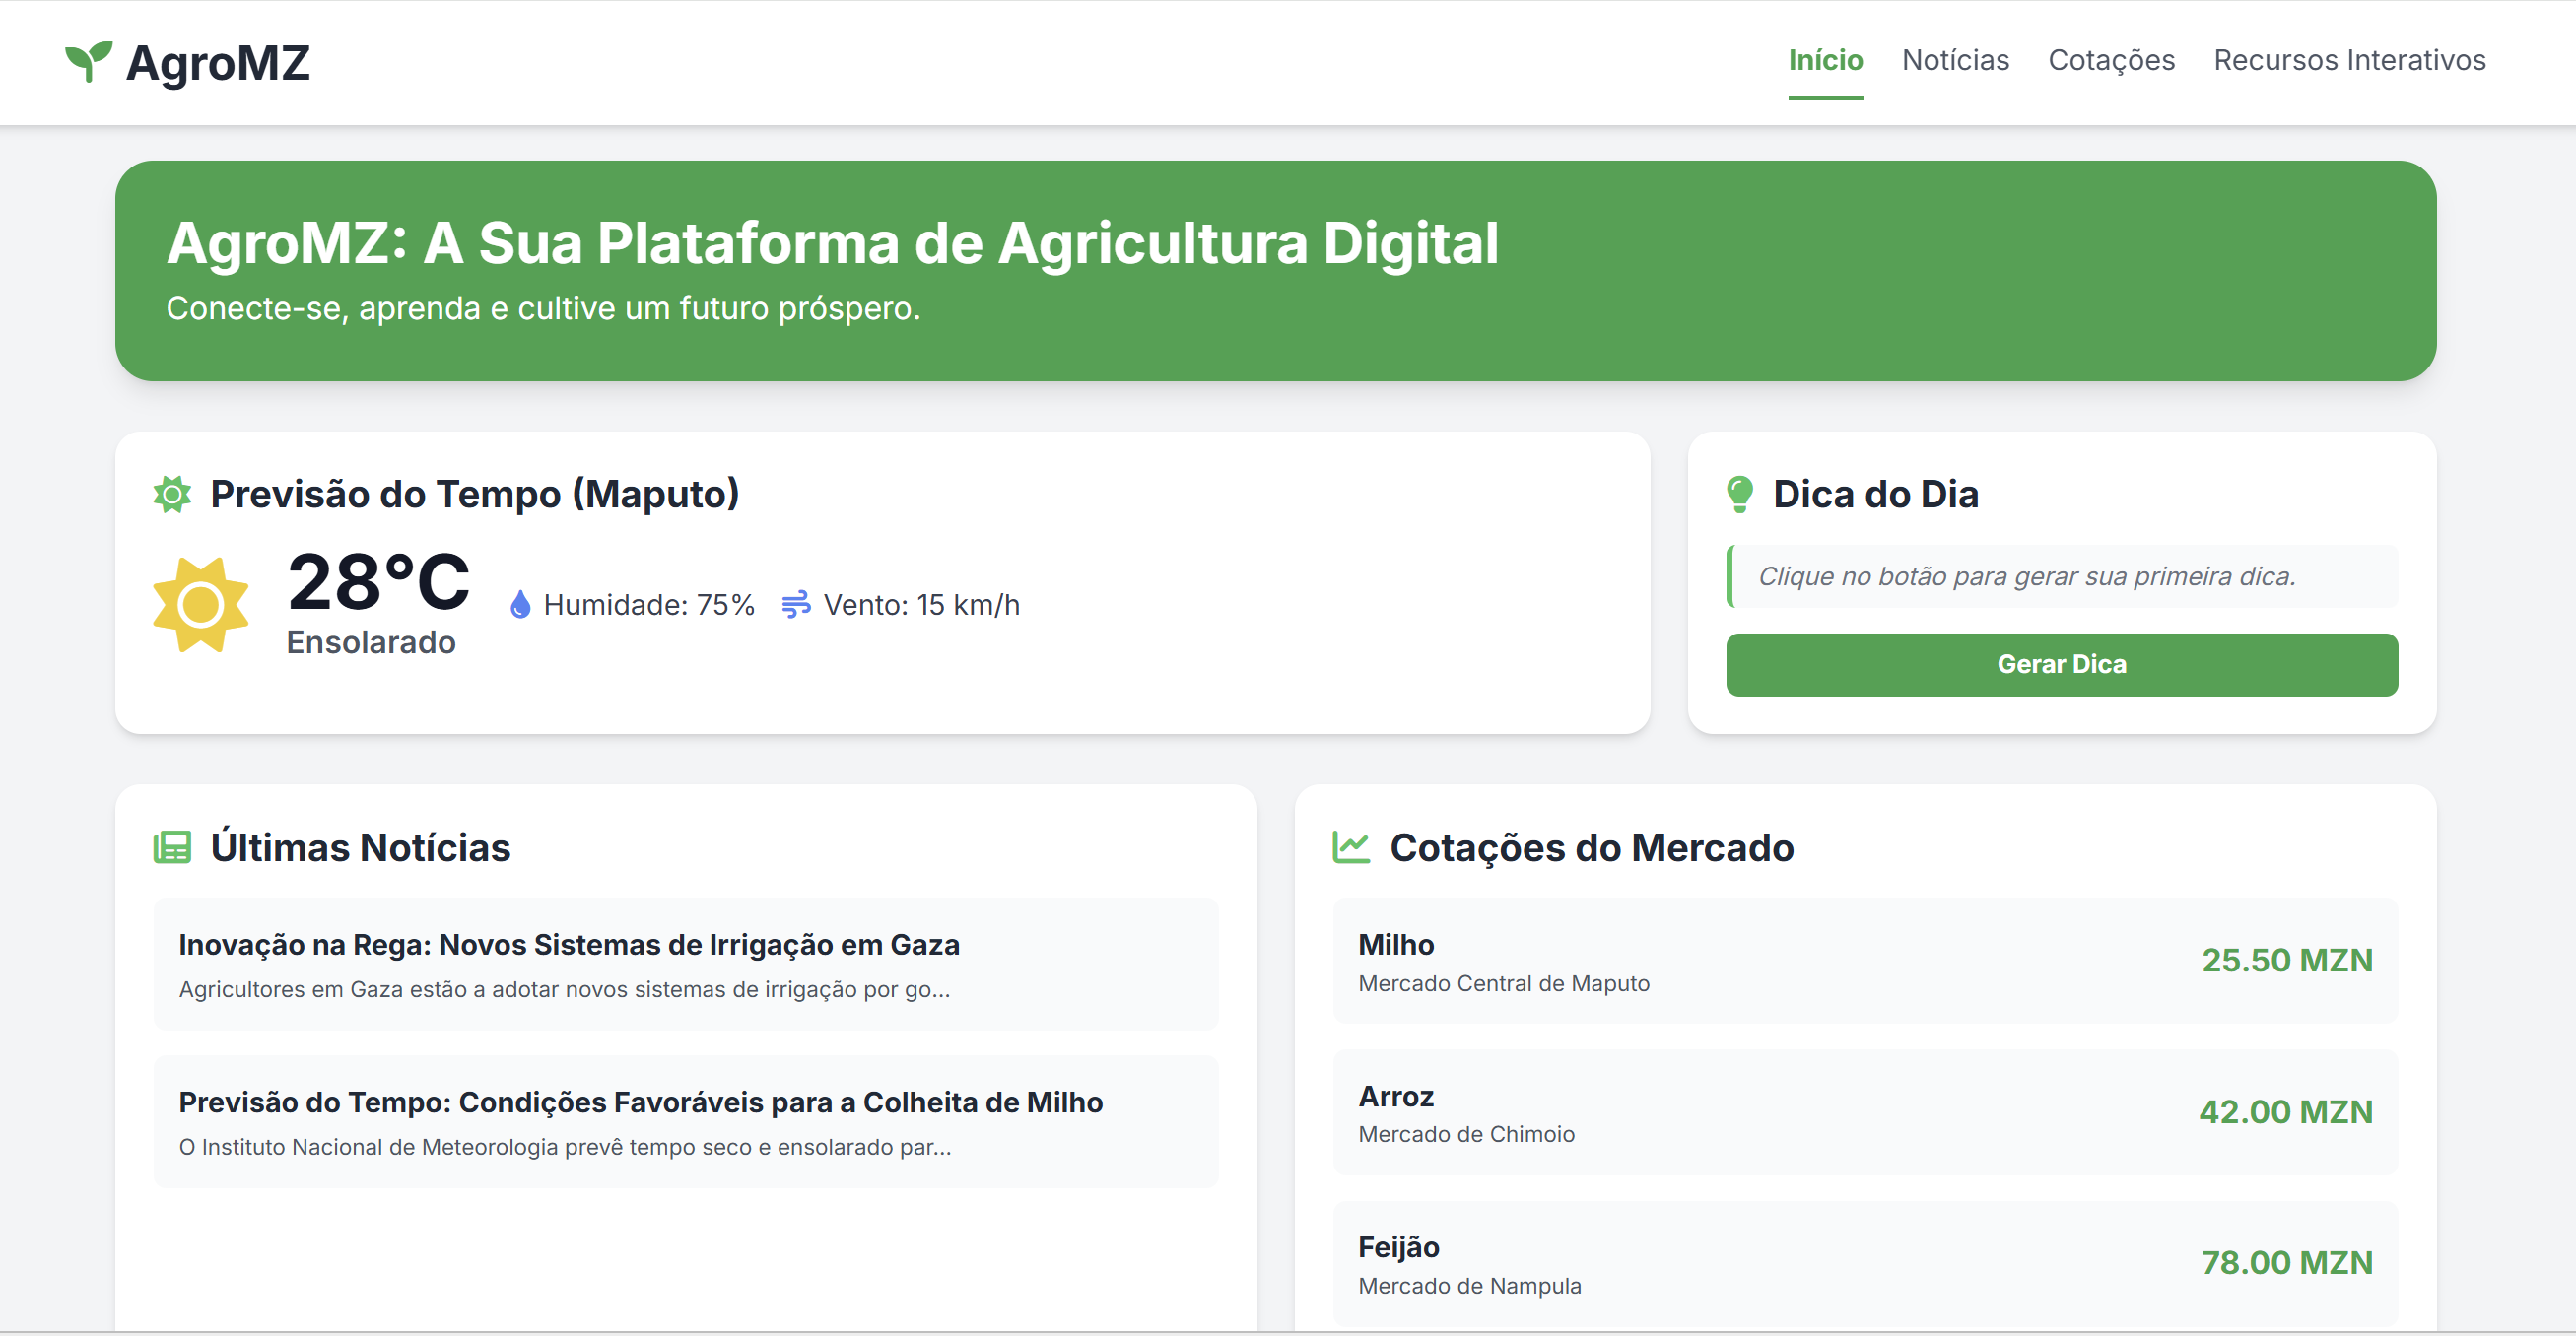 AgroMZ
Início
Notícias
Cotações
Recursos Interativos
AgroMZ: A Sua Plataforma de Agricultura Digital
Conecte-se, aprenda e cultive um futuro próspero.
Previsão do Tempo (Maputo)
28°C
Ensolarado
Humidade: 75%
Vento: 15 km/h
Dica do Dia
Clique no botão para gerar sua primeira dica.
Gerar Dica
Últimas Notícias
Inovação na Rega: Novos Sistemas de Irrigação em Gaza
Agricultores em Gaza estão a adotar novos sistemas de irrigação por go...
Previsão do Tempo: Condições Favoráveis para a Colheita de Milho
O Instituto Nacional de Meteorologia prevê tempo seco e ensolarado par...
Cotações do Mercado
Milho
Mercado Central de Maputo
25.50 MZN
Arroz
Mercado de Chimoio
42.00 MZN
Feijão
Mercado de Nampula
78.00 MZN